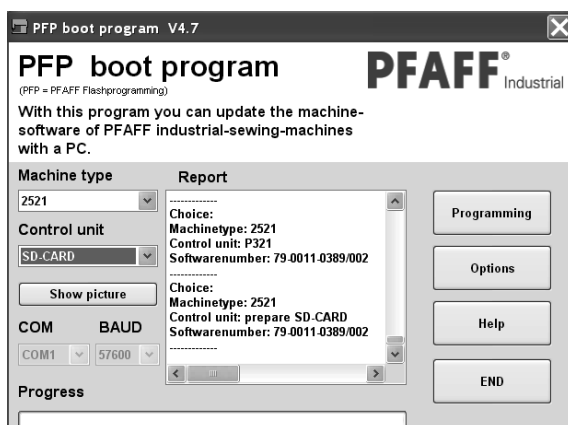 PFP boot program V4.7
PFP boot program
(PFP = PFAFF Flashprogramming)
PFAFF® Industrial
With this program you can update the machine-
software of PFAFF industrial-sewing-machines
with a PC.
Machine type
2521
Control unit
SD-CARD
Show picture
COM BAUD
COM1 57600
Progress
Report
-------------
Choice:
Machinetype: 2521
Control unit: P321
Softwarenumber: 79-0011-0389/002
-------------
Choice:
Machinetype: 2521
Control unit: prepare SD-CARD
Softwarenumber: 79-0011-0389/002
-------------
Programming
Options
Help
END